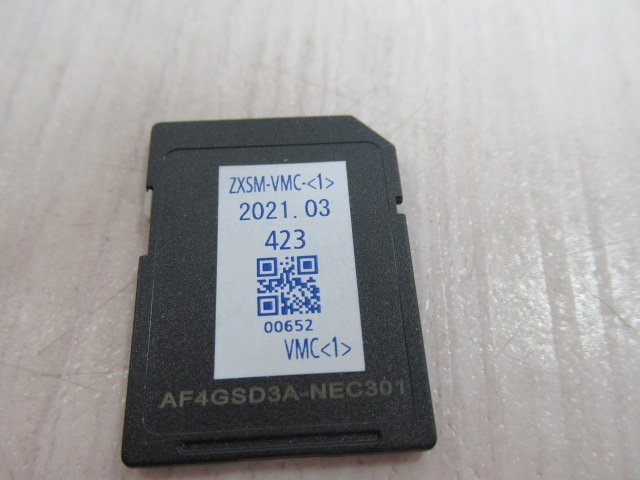 ZXSM-VMC-<1>
2021.03
423
00652
VMC<1>
AF4GSD3A-NEC301